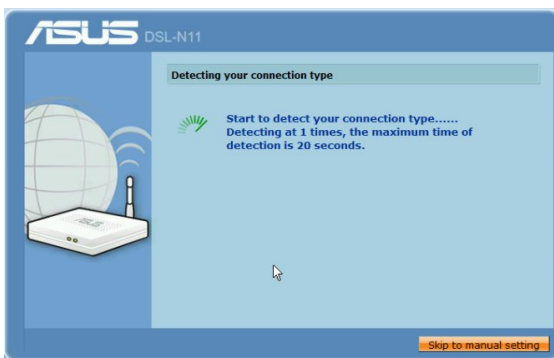 ASUS DSL-N11
Detecting your connection type
Start to detect your connection type......
Detecting at 1 times, the maximum time of
detection is 20 seconds.
Skip to manual setting